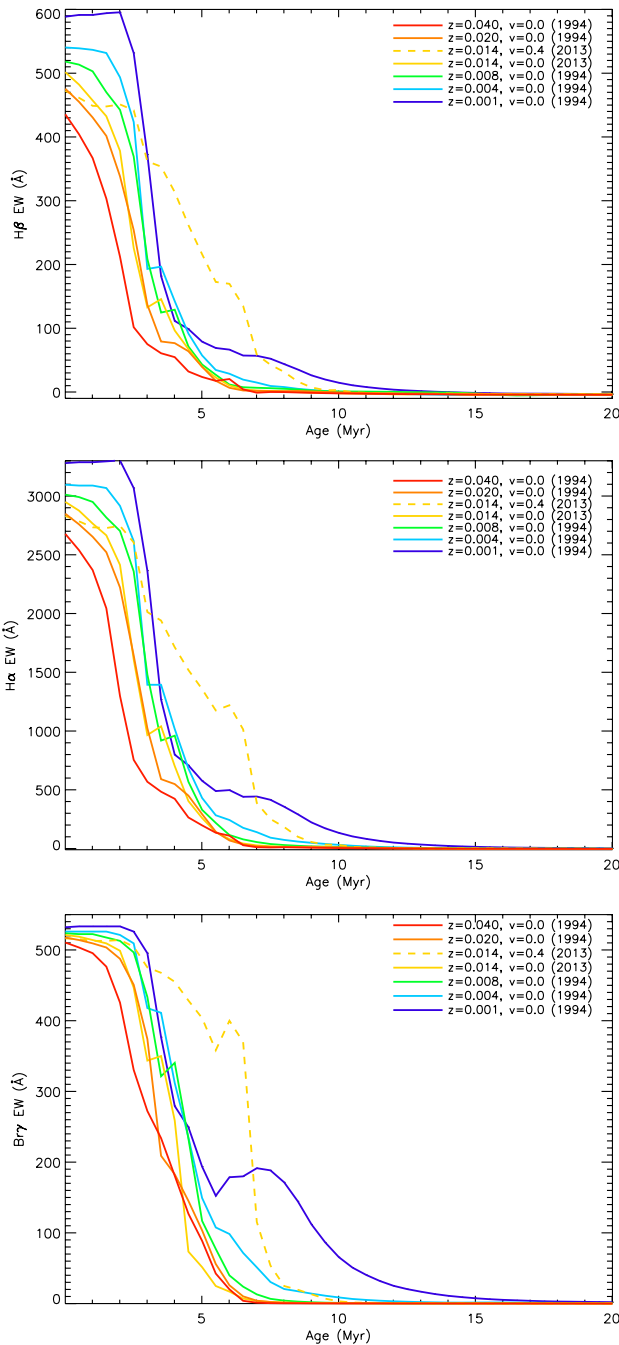 600
500
400
300
200
100
0
Hβ EW (Å)
z=0.040, v=0.0 (1994)
z=0.020, v=0.0 (1994)
z=0.014, v=0.4 (2013)
z=0.014, v=0.0 (2013)
z=0.008, v=0.0 (1994)
z=0.004, v=0.0 (1994)
z=0.001, v=0.0 (1994)
5 10 15 20
Age (Myr)
3000
2500
2000
1500
1000
500
0
Hα EW (Å)
z=0.040, v=0.0 (1994)
z=0.020, v=0.0 (1994)
z=0.014, v=0.4 (2013)
z=0.014, v=0.0 (2013)
z=0.008, v=0.0 (1994)
z=0.004, v=0.0 (1994)
z=0.001, v=0.0 (1994)
5 10 15 20
Age (Myr)
500
400
300
200
100
0
Brγ EW (Å)
z=0.040, v=0.0 (1994)
z=0.020, v=0.0 (1994)
z=0.014, v=0.4 (2013)
z=0.014, v=0.0 (2013)
z=0.008, v=0.0 (1994)
z=0.004, v=0.0 (1994)
z=0.001, v=0.0 (1994)
5 10 15 20
Age (Myr)